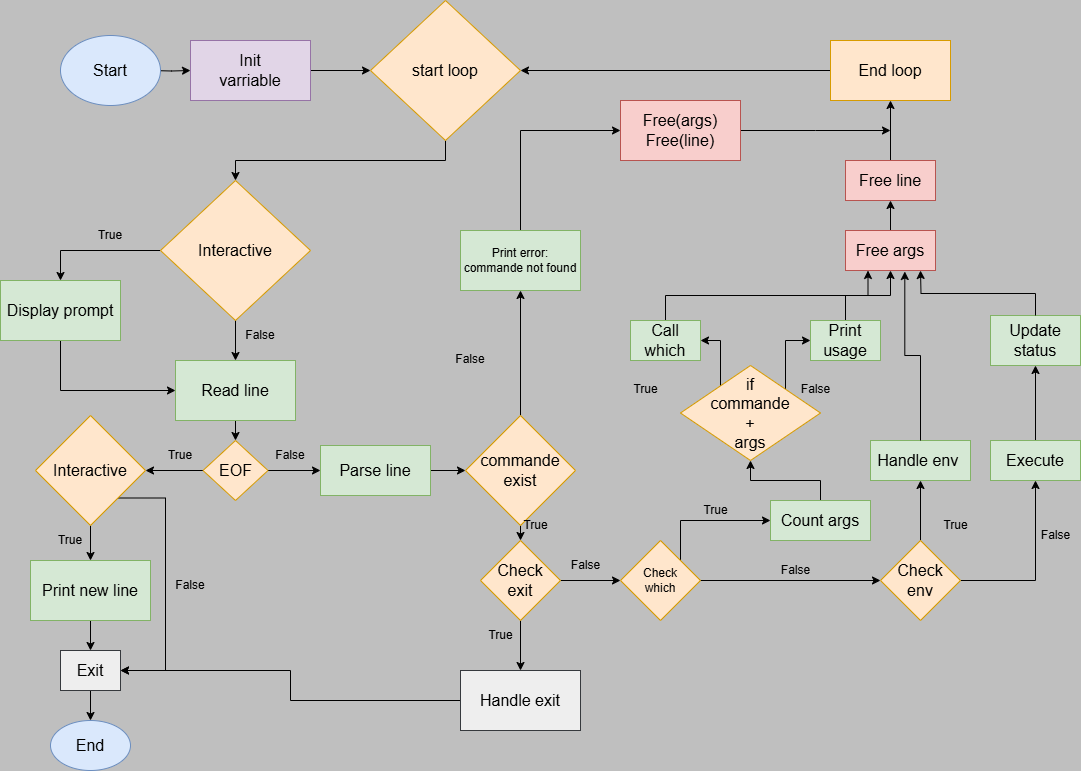 Start
Init
varriable
start loop
End loop
Free(args)
Free(line)
Free line
True
Interactive
Print error:
commande not found
Free args
Display prompt
False
Call
which
Print
usage
Update
status
False
Read line
True
if
commande
+
args
False
Interactive
True
EOF
False
Parse line
commande
exist
Handle env
Execute
True
True
Count args
True
False
True
Print new line
False
Check
exit
False
Check
which
False
Check
env
True
Exit
Handle exit
End